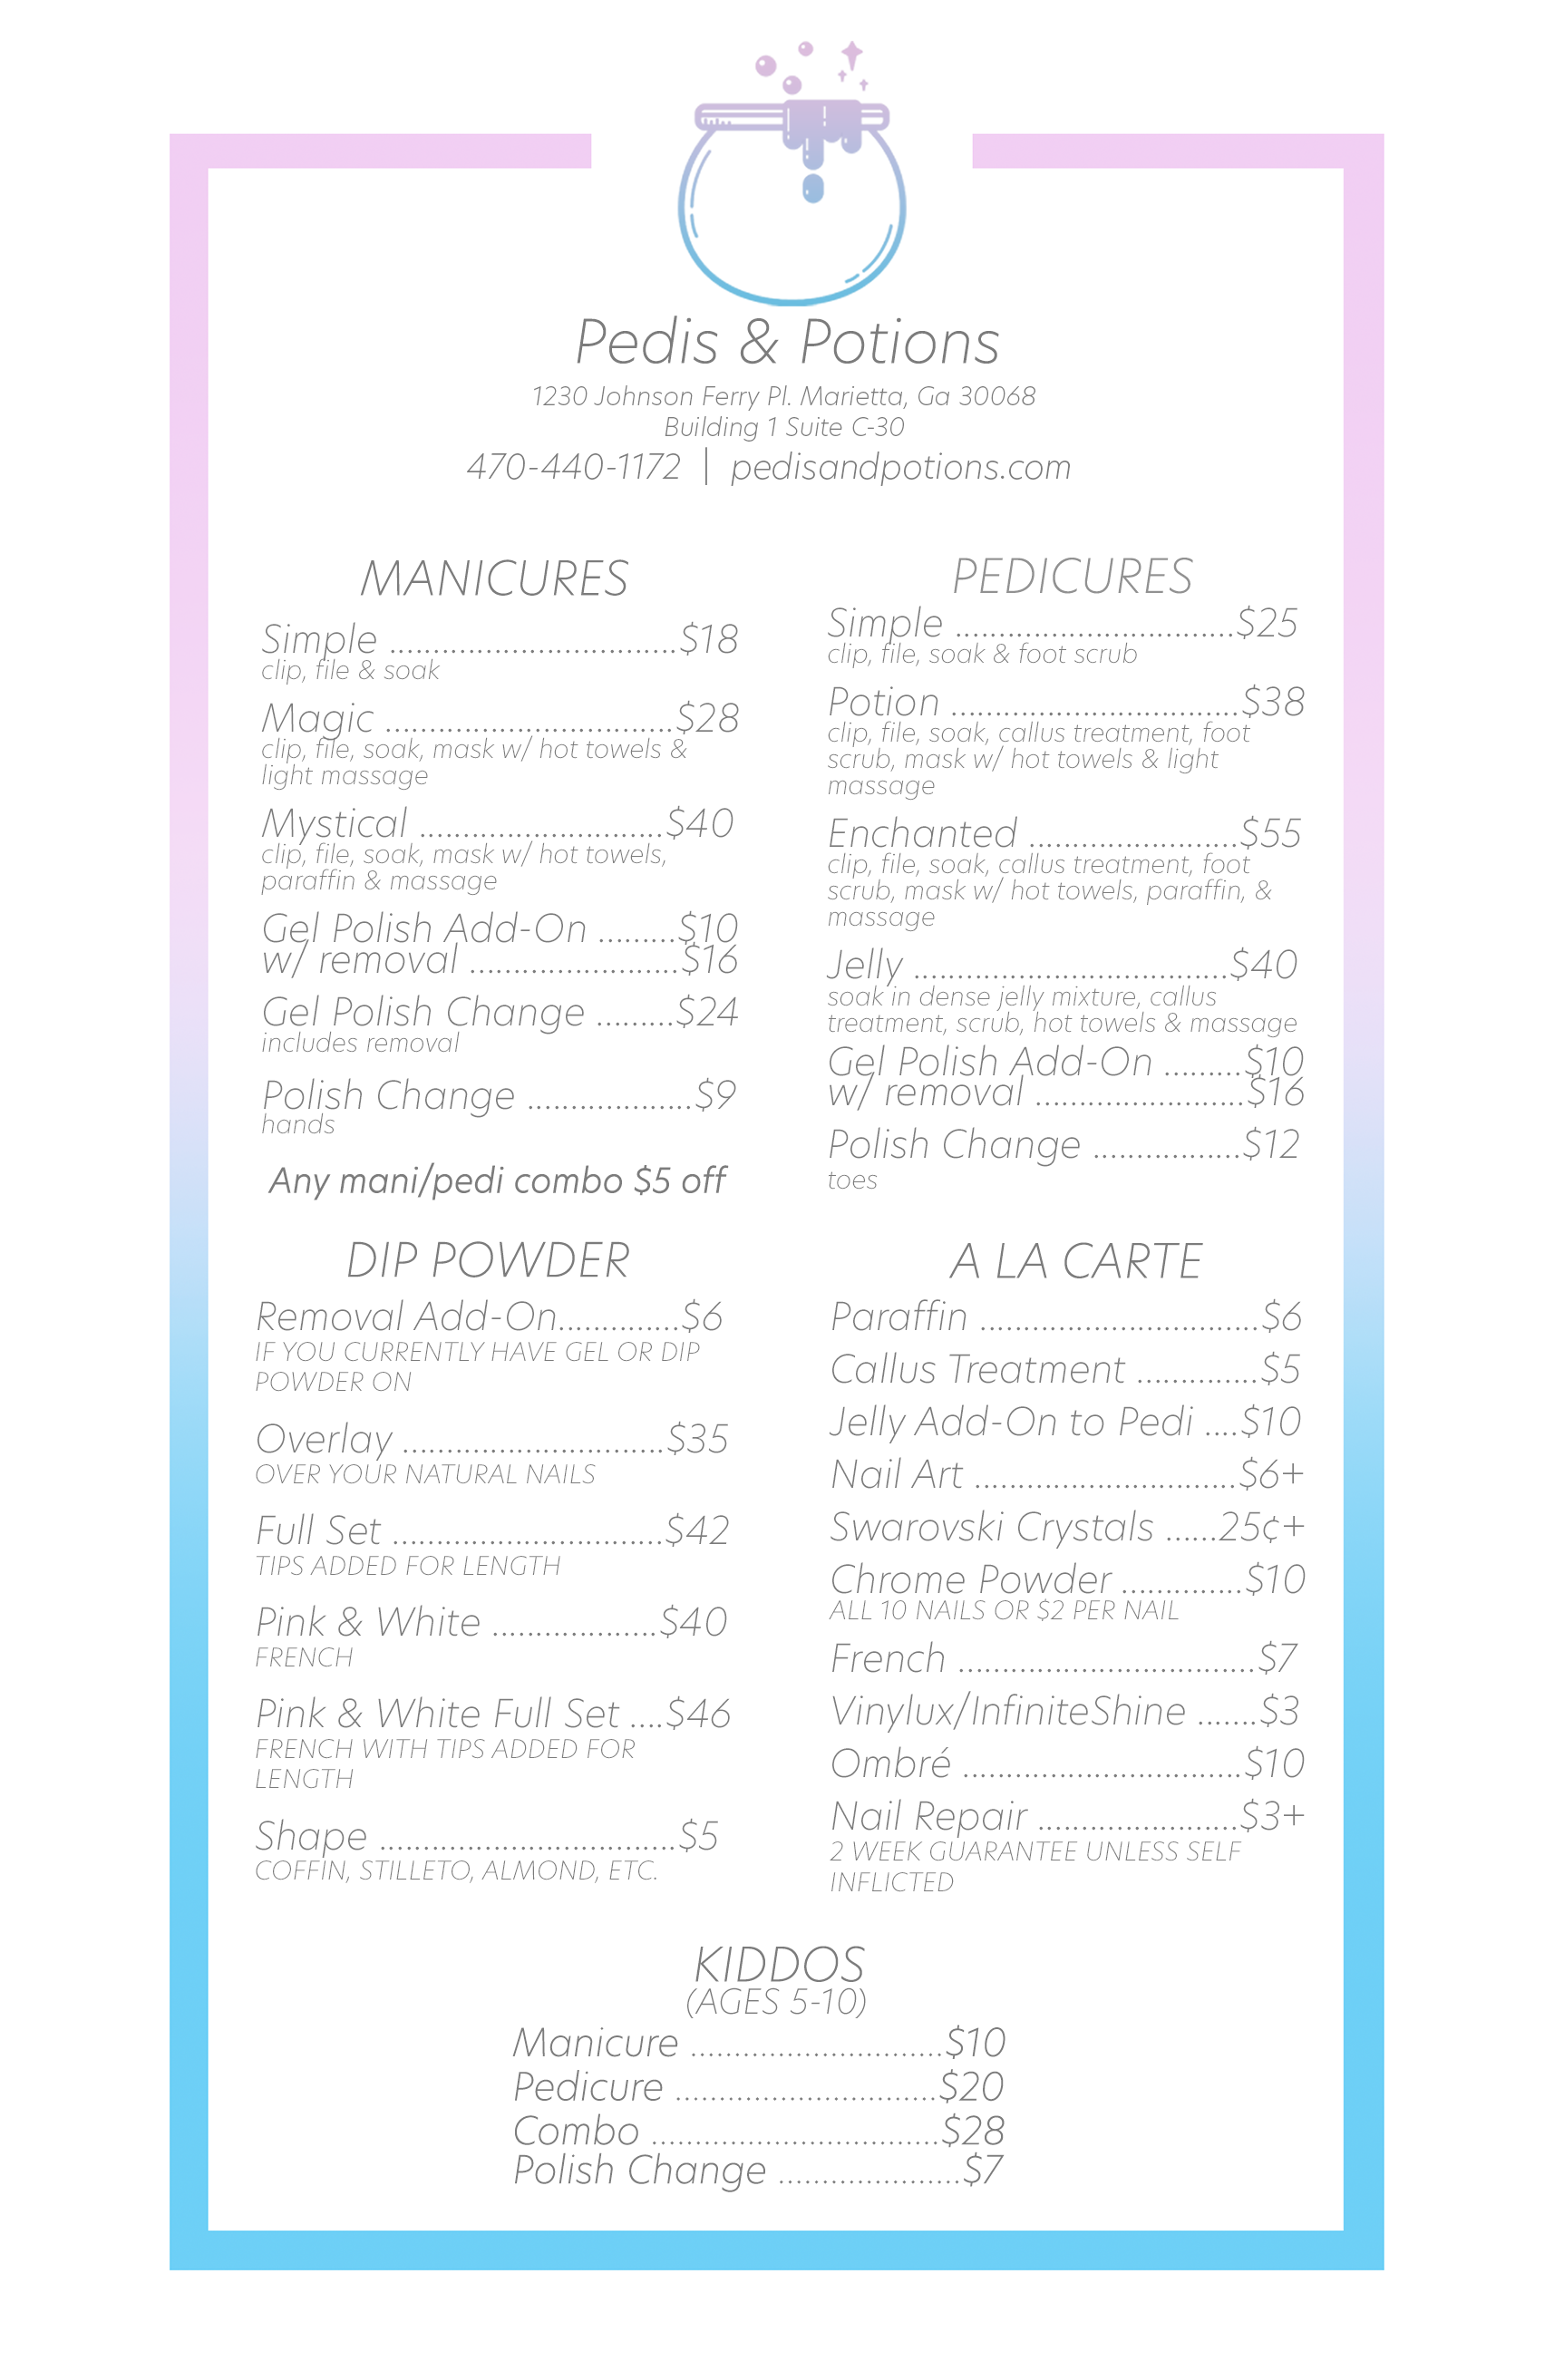 Pedis & Potions
1230 Johnson Ferry Pl. Marietta, Ga 30068
Building 1 Suite C-30
470-440-1172 | pedisandpotions.com
MANICURES
Simple .................................$18
clip, file & soak
Magic .................................$28
clip, file, soak, mask w/ hot towels &
light massage
Mystical ............................$40
clip, file, soak, mask w/ hot towels,
paraffin & massage
Gel Polish Add-On .........$10
w/ removal ........................$16
Gel Polish Change .........$24
includes removal
Polish Change ...................$9
hands
Any mani/pedi combo $5 off
PEDICURES
Simple ................................$25
clip, file, soak & foot scrub
Potion .................................$38
clip, file, soak, callus treatment, foot
scrub, mask w/ hot towels & light
massage
Enchanted ........................$55
clip, file, soak, callus treatment, foot
scrub, mask w/ hot towels, paraffin, &
massage
Jelly ....................................$40
soak in dense jelly mixture, callus
treatment, scrub, hot towels & massage
Gel Polish Add-On .........$10
w/ removal ........................$16
Polish Change .................$12
toes
DIP POWDER
Removal Add-On..............$6
IF YOU CURRENTLY HAVE GEL OR DIP
POWDER ON
Overlay ..............................$35
OVER YOUR NATURAL NAILS
Full Set ...............................$42
TIPS ADDED FOR LENGTH
Pink & White ...................$40
FRENCH
Pink & White Full Set ....$46
FRENCH WITH TIPS ADDED FOR
LENGTH
Shape ..................................$5
COFFIN, STILLETO, ALMOND, ETC.
A LA CARTE
Paraffin ................................$6
Callus Treatment ..............$5
Jelly Add-On to Pedi ....$10
Nail Art ..............................$6+
Swarovski Crystals ......25¢+
Chrome Powder ..............$10
ALL 10 NAILS OR $2 PER NAIL
French ..................................$7
Vinylux/InfiniteShine .......$3
Ombré ................................$10
Nail Repair .......................$3+
2 WEEK GUARANTEE UNLESS SELF
INFLICTED
KIDDOS
(AGES 5-10)
Manicure .............................$10
Pedicure ..............................$20
Combo .................................$28
Polish Change .....................$7